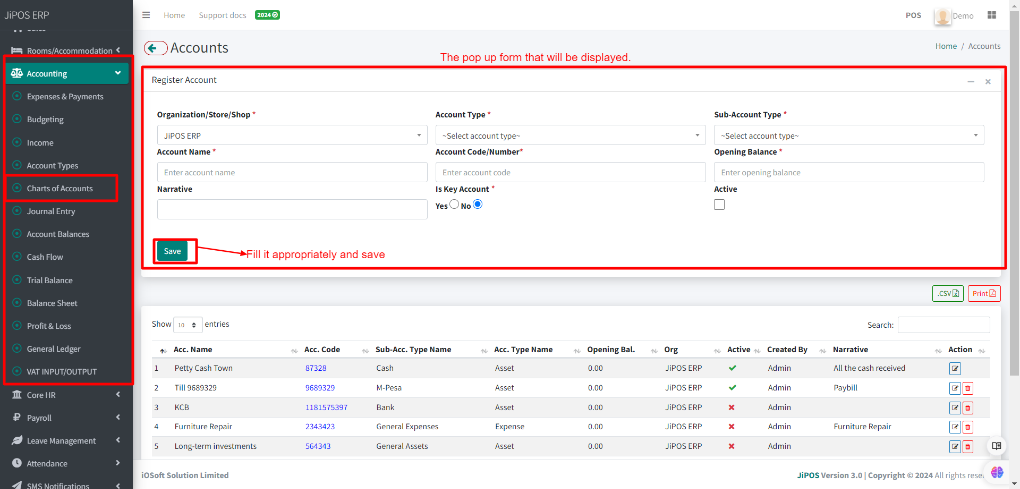 JiPOS ERP
Home Support docs 2024
POS Demo
Rooms/Accommodation
Accounting
Expenses & Payments
Budgeting
Income
Account Types
Charts of Accounts
Journal Entry
Account Balances
Cash Flow
Trial Balance
Balance Sheet
Profit & Loss
General Ledger
VAT INPUT/OUTPUT
Core HR
Payroll
Leave Management
Attendance
SMS Notifications
Accounts
Home / Accounts
The pop up form that will be displayed.
Register Account
Organization/Store/Shop * Account Type * Sub-Account Type *
JiPOS ERP ~Select account type~ ~Select account type~
Account Name * Account Code/Number* Opening Balance *
Enter account name Enter account code Enter opening balance
Narrative Is Key Account * Active
Yes No
Save
Fill it appropriately and save
.CSV Print
Show 10 entries Search:
Acc. Name Acc. Code Sub-Acc. Type Name Acc. Type Name Opening Bal. Org Active Created By Narrative Action
1 Petty Cash Town 87328 Cash Asset 0.00 JiPOS ERP Admin All the cash received
2 Till 9689329 9689329 M-Pesa Asset 0.00 JiPOS ERP Admin Paybill
3 KCB 1181575397 Bank Asset 0.00 JiPOS ERP Admin
4 Furniture Repair 2343423 General Expenses Expense 0.00 JiPOS ERP Admin Furniture Repair
5 Long-term investments 564343 General Assets Asset 0.00 JiPOS ERP Admin
iOSoft Solution Limited
JiPOS Version 3.0 | Copyright © 2024 All rights